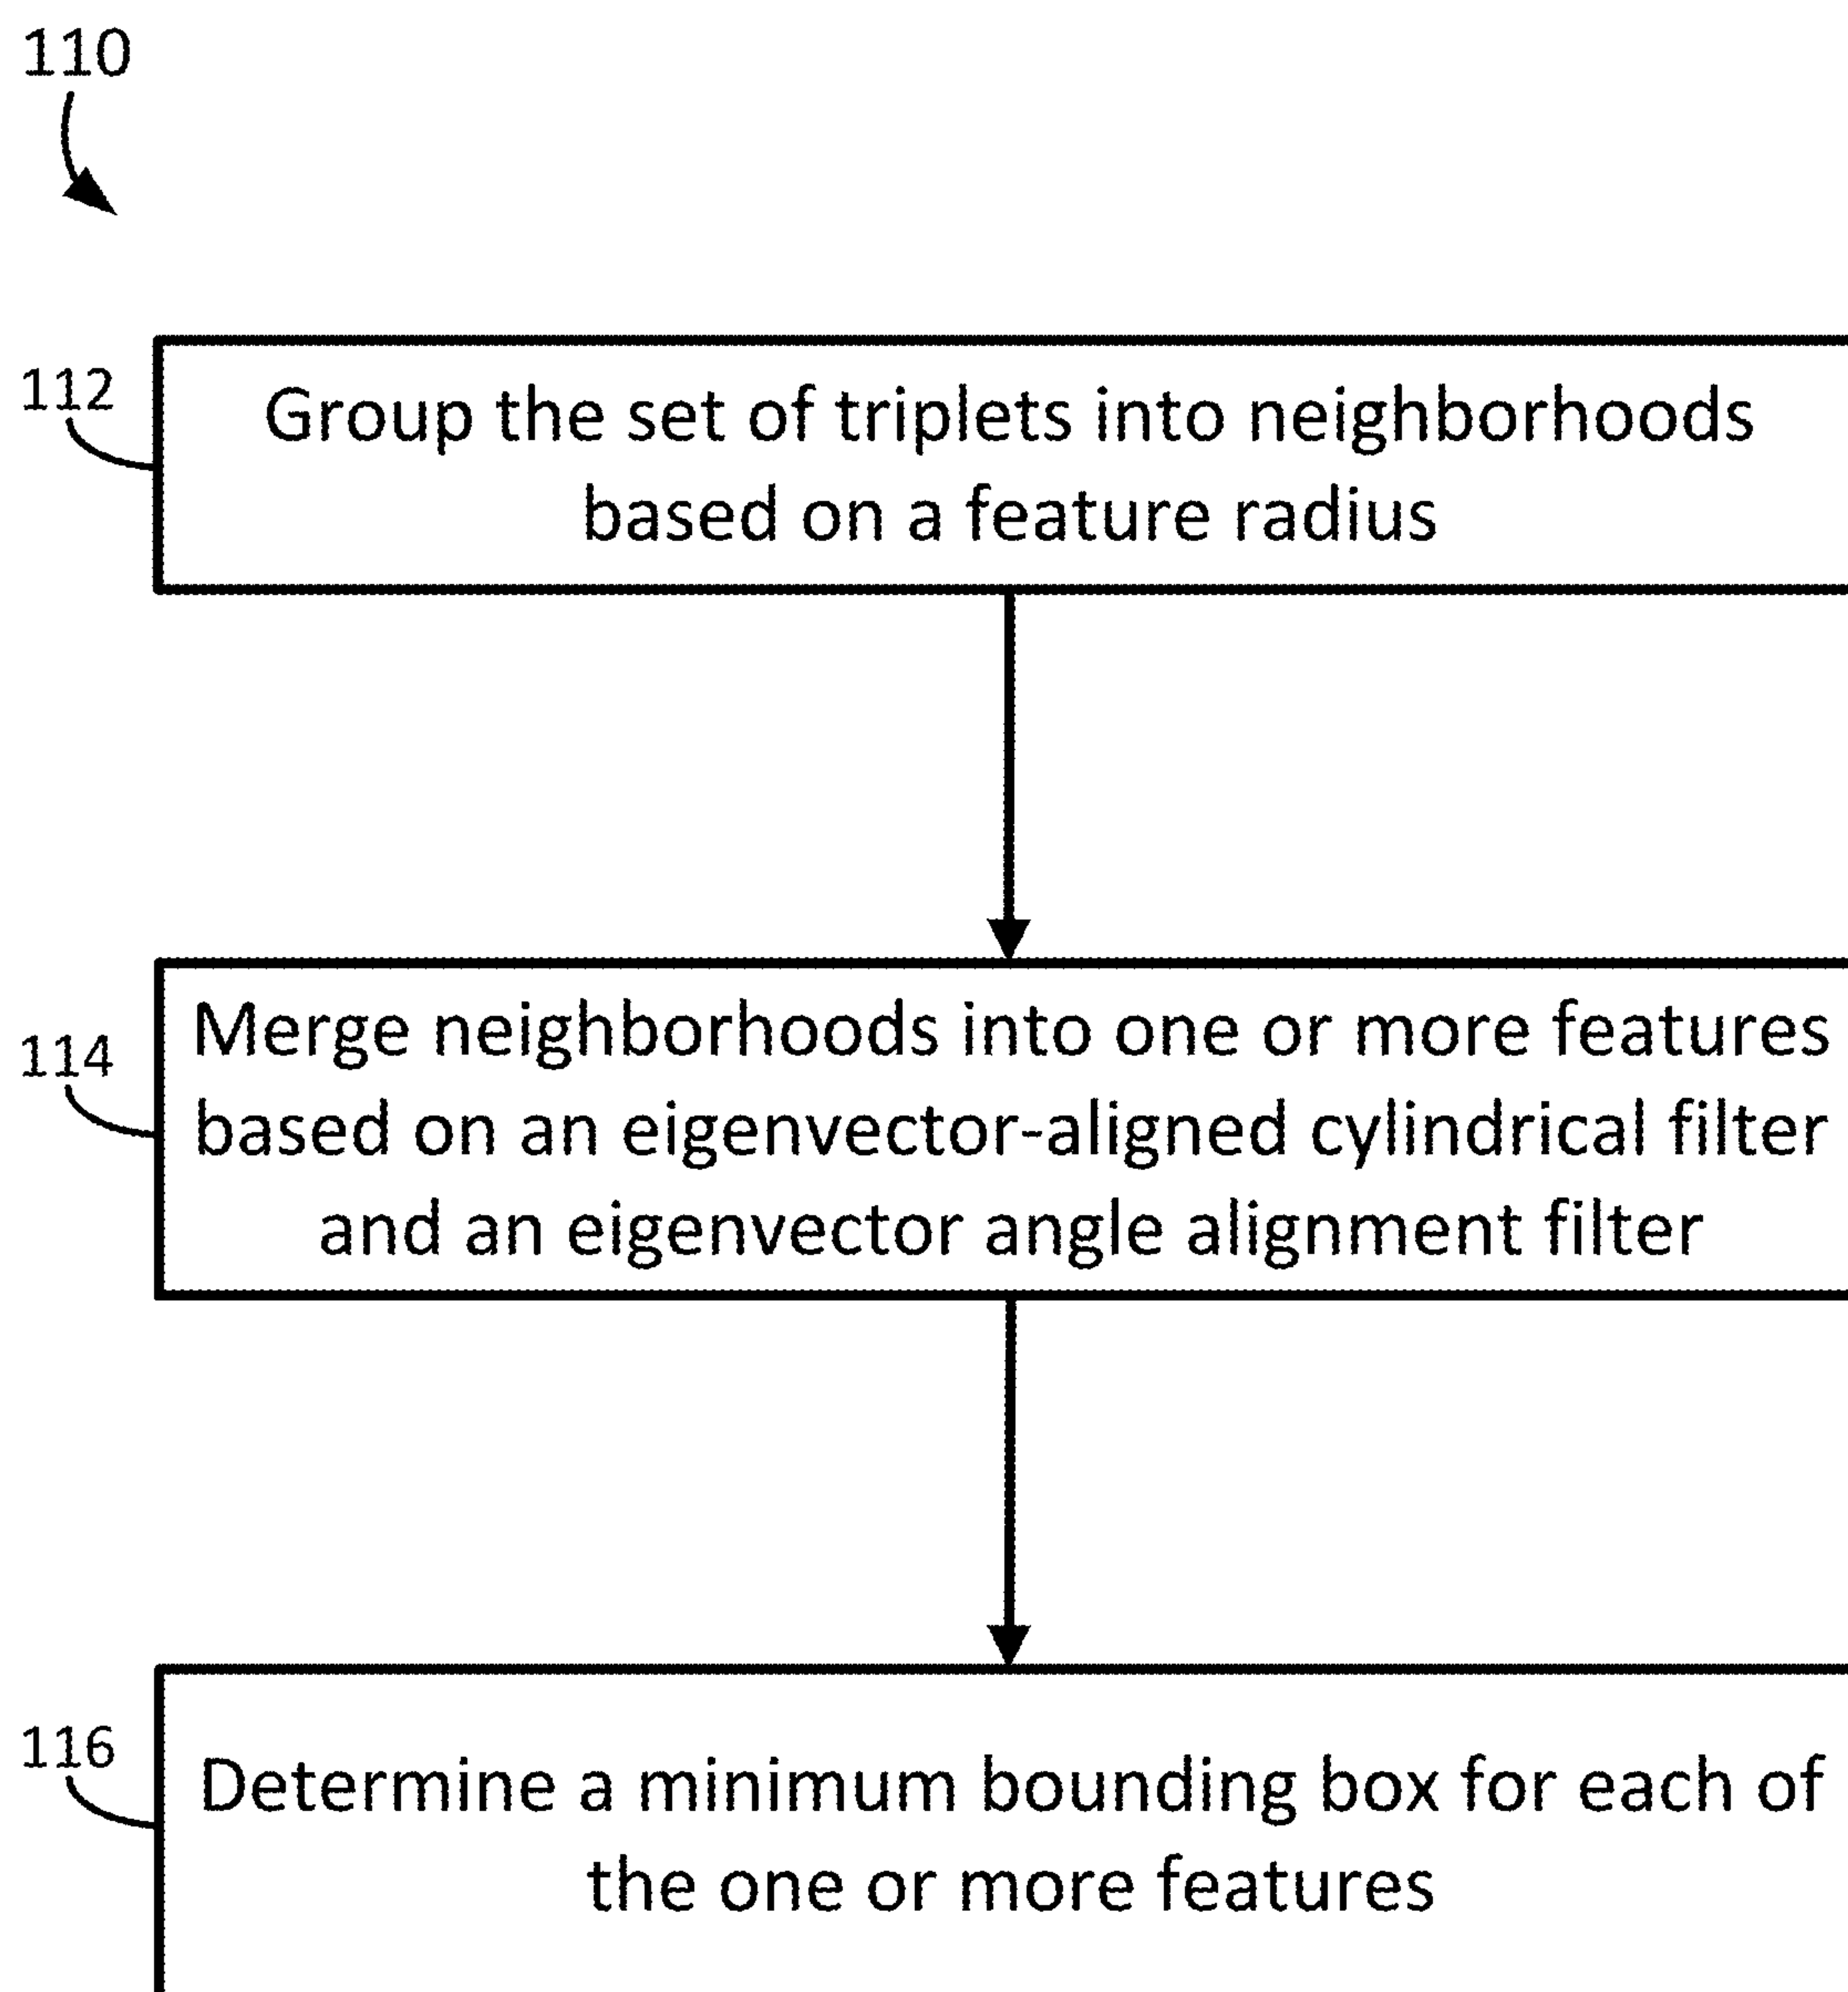 110
112
Group the set of triplets into neighborhoods
based on a feature radius
114
Merge neighborhoods into one or more features
based on an eigenvector-aligned cylindrical filter
and an eigenvector angle alignment filter
116
Determine a minimum bounding box for each of
the one or more features